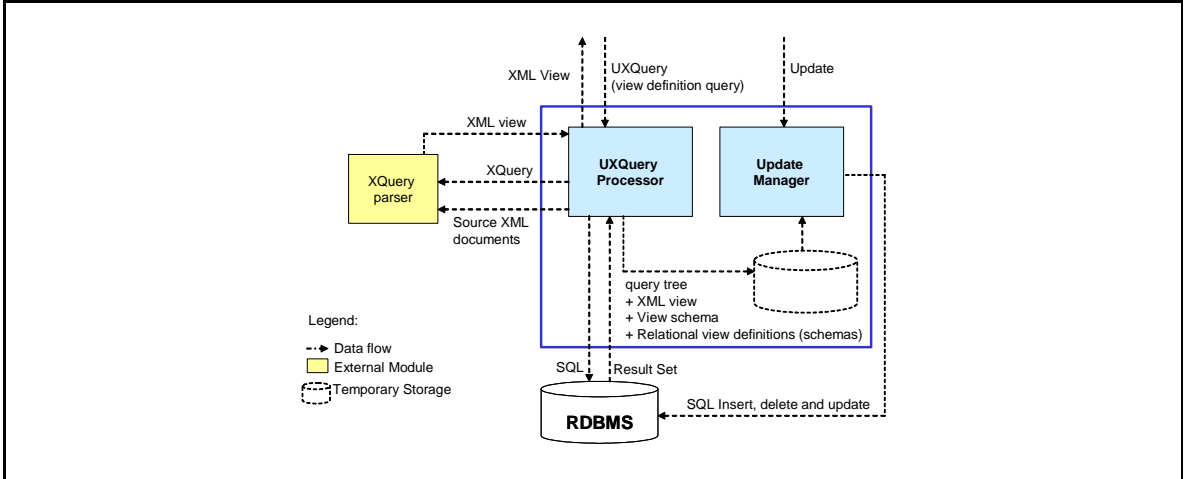 XML View
UXQuery
(view definition query)
Update
XML view
XQuery
parser
XQuery
Source XML
documents
UXQuery
Processor
Update
Manager
query tree
+ XML view
+ View schema
+ Relational view definitions (schemas)
Legend:
Data flow
External Module
Temporary Storage
SQL
Result Set
RDBMS
SQL Insert, delete and update